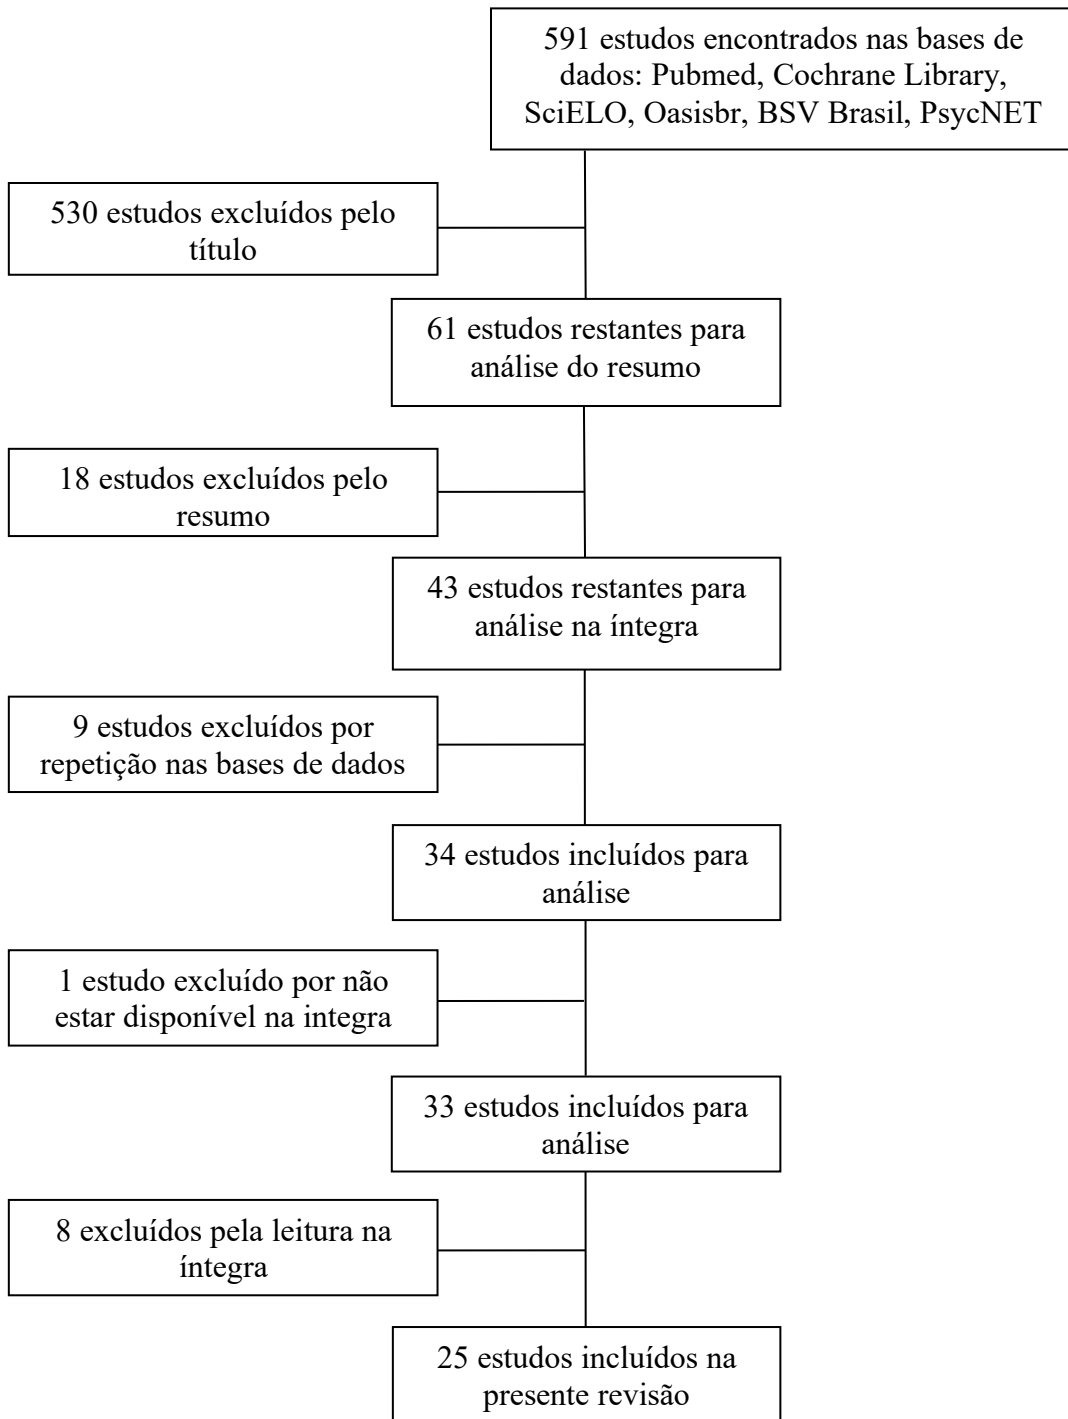 591 estudos encontrados nas bases de
dados: Pubmed, Cochrane Library,
SciELO, Oasisbr, BSV Brasil, PsycNET
530 estudos excluídos pelo
título
61 estudos restantes para
análise do resumo
18 estudos excluídos pelo
resumo
43 estudos restantes para
análise na íntegra
9 estudos excluídos por
repetição nas bases de dados
34 estudos incluídos para
análise
1 estudo excluído por não
estar disponível na integra
33 estudos incluídos para
análise
8 excluídos pela leitura na
íntegra
25 estudos incluídos na
presente revisão